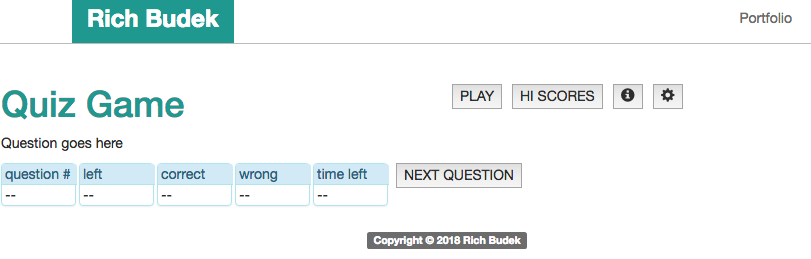 Rich Budek
Portfolio
Quiz Game
PLAY
HI SCORES
Question goes here
question # left correct wrong time left
-- -- -- -- --
NEXT QUESTION
Copyright © 2018 Rich Budek